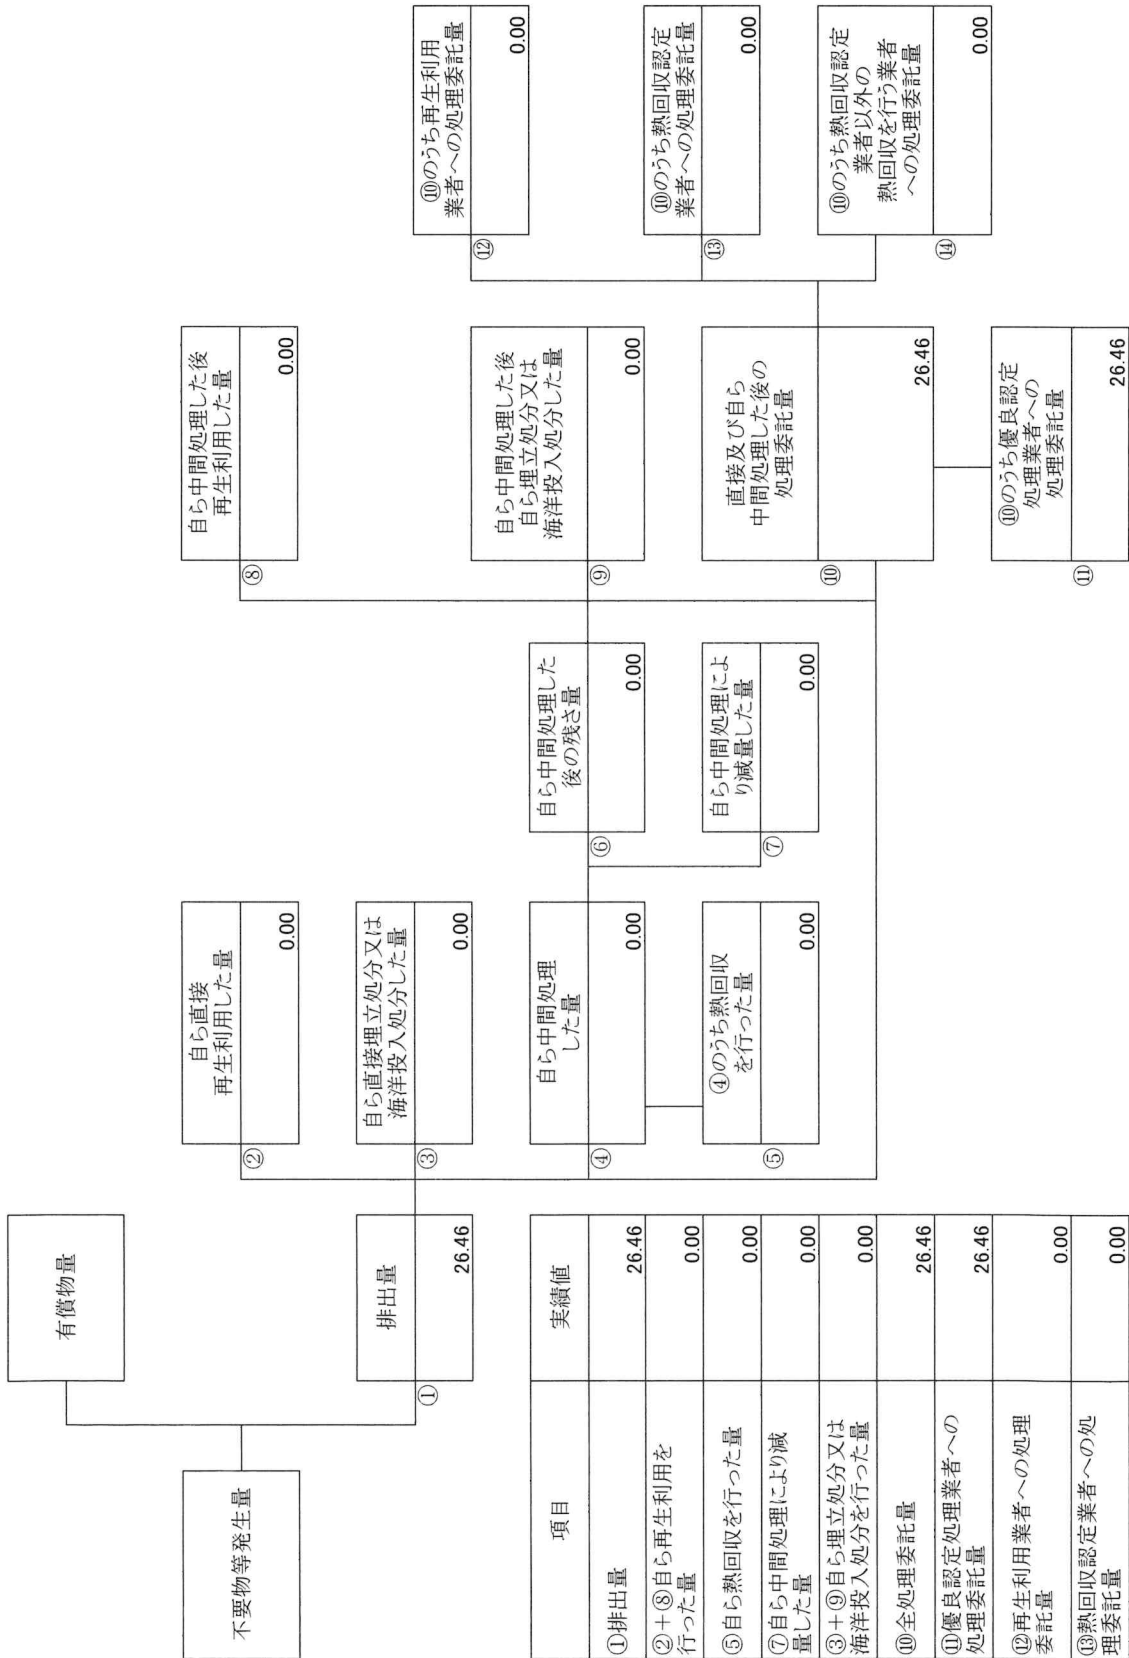 不要物等発生量
有償物量
①
排出量
26.46
②
自ら直接
再生利用した量
0.00
③
自ら直接埋立処分又は
海洋投入処分した量
0.00
④
自ら中間処理
した量
0.00
⑤
④のうち熱回収
を行った量
0.00
⑥
自ら中間処理した
後の残さ量
0.00
⑦
自ら中間処理によ
り減量した量
0.00
⑧
自ら中間処理した後
再生利用した量
0.00
⑨
自ら中間処理した後
自ら埋立処分又は
海洋投入処分した量
0.00
⑩
直接及び自ら
中間処理した後の
処理委託量
26.46
⑪
⑩のうち優良認定
処理業者への
処理委託量
26.46
⑫
⑩のうち再生利用
業者への処理委託量
0.00
⑬
⑩のうち熱回収認定
業者への処理委託量
0.00
⑭
⑩のうち熱回収認定
業者以外の
熱回収を行う業者
への処理委託量
0.00
項目 実績値
①排出量 26.46
②+⑧自ら再生利用を
行った量 0.00
⑤自ら熱回収を行った量 0.00
⑦自ら中間処理により減
量した量 0.00
③+⑨自ら埋立処分又は
海洋投入処分を行った量 0.00
⑩全処理委託量 26.46
⑪優良認定処理業者への
処理委託量 26.46
⑫再生利用業者への処理
委託量 0.00
⑬熱回収認定業者への処
理委託量 0.00